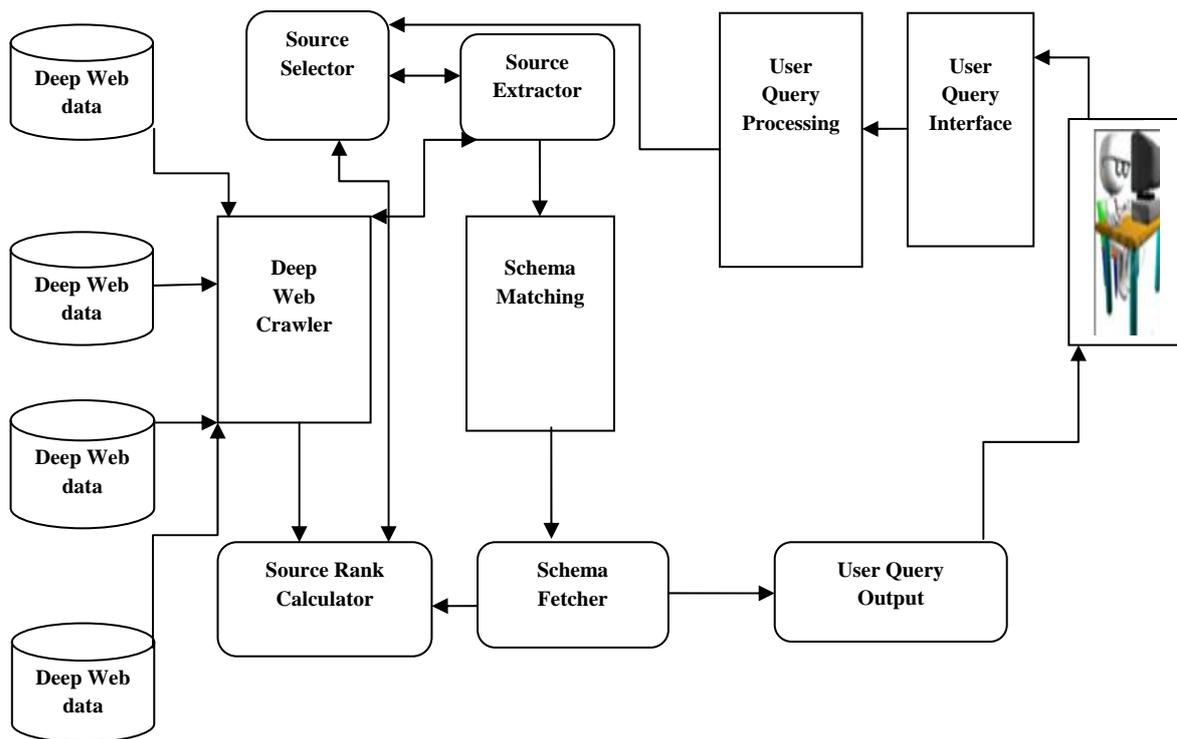 Deep Web
data
Source
Selector
Source
Extractor
User
Query
Processing
User
Query
Interface
Deep Web
data
Deep
Web
Crawler
Schema
Matching
Deep Web
data
Source Rank
Calculator
Schema
Fetcher
User Query
Output
Deep Web
data